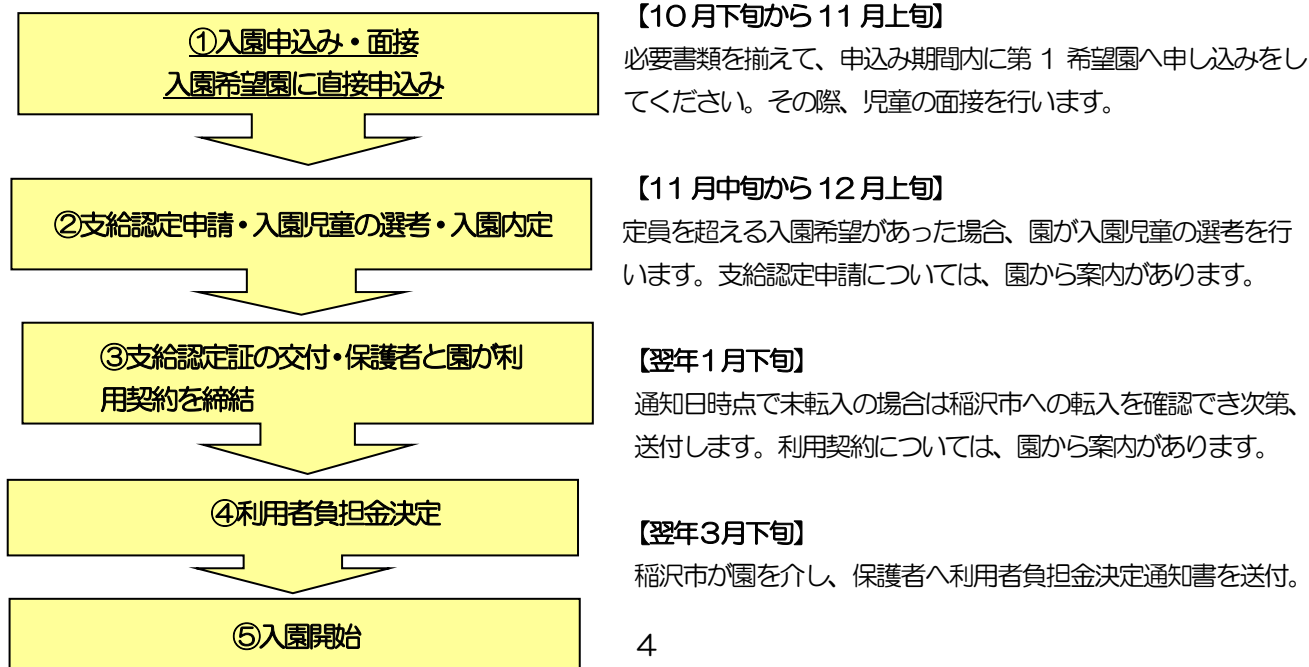 ①入園申込み・面接
入園希望園に直接申込み
【10月下旬から11月上旬】
必要書類を揃えて、申込み期間内に第 1 希望園へ申し込みをし
てください。その際、児童の面接を行います。
②支給認定申請・入園児童の選考・入園内定
【11月中旬から12月上旬】
定員を超える入園希望があった場合、園が入園児童の選考を行
います。支給認定申請については、園から案内があります。
③支給認定証の交付・保護者と園が利
用契約を締結
【翌年1月下旬】
通知日時点で未転入の場合は稲沢市への転入を確認でき次第、
送付します。利用契約については、園から案内があります。
④利用者負担金決定
【翌年3月下旬】
稲沢市が園を介し、保護者へ利用者負担金決定通知書を送付。
⑤入園開始
4